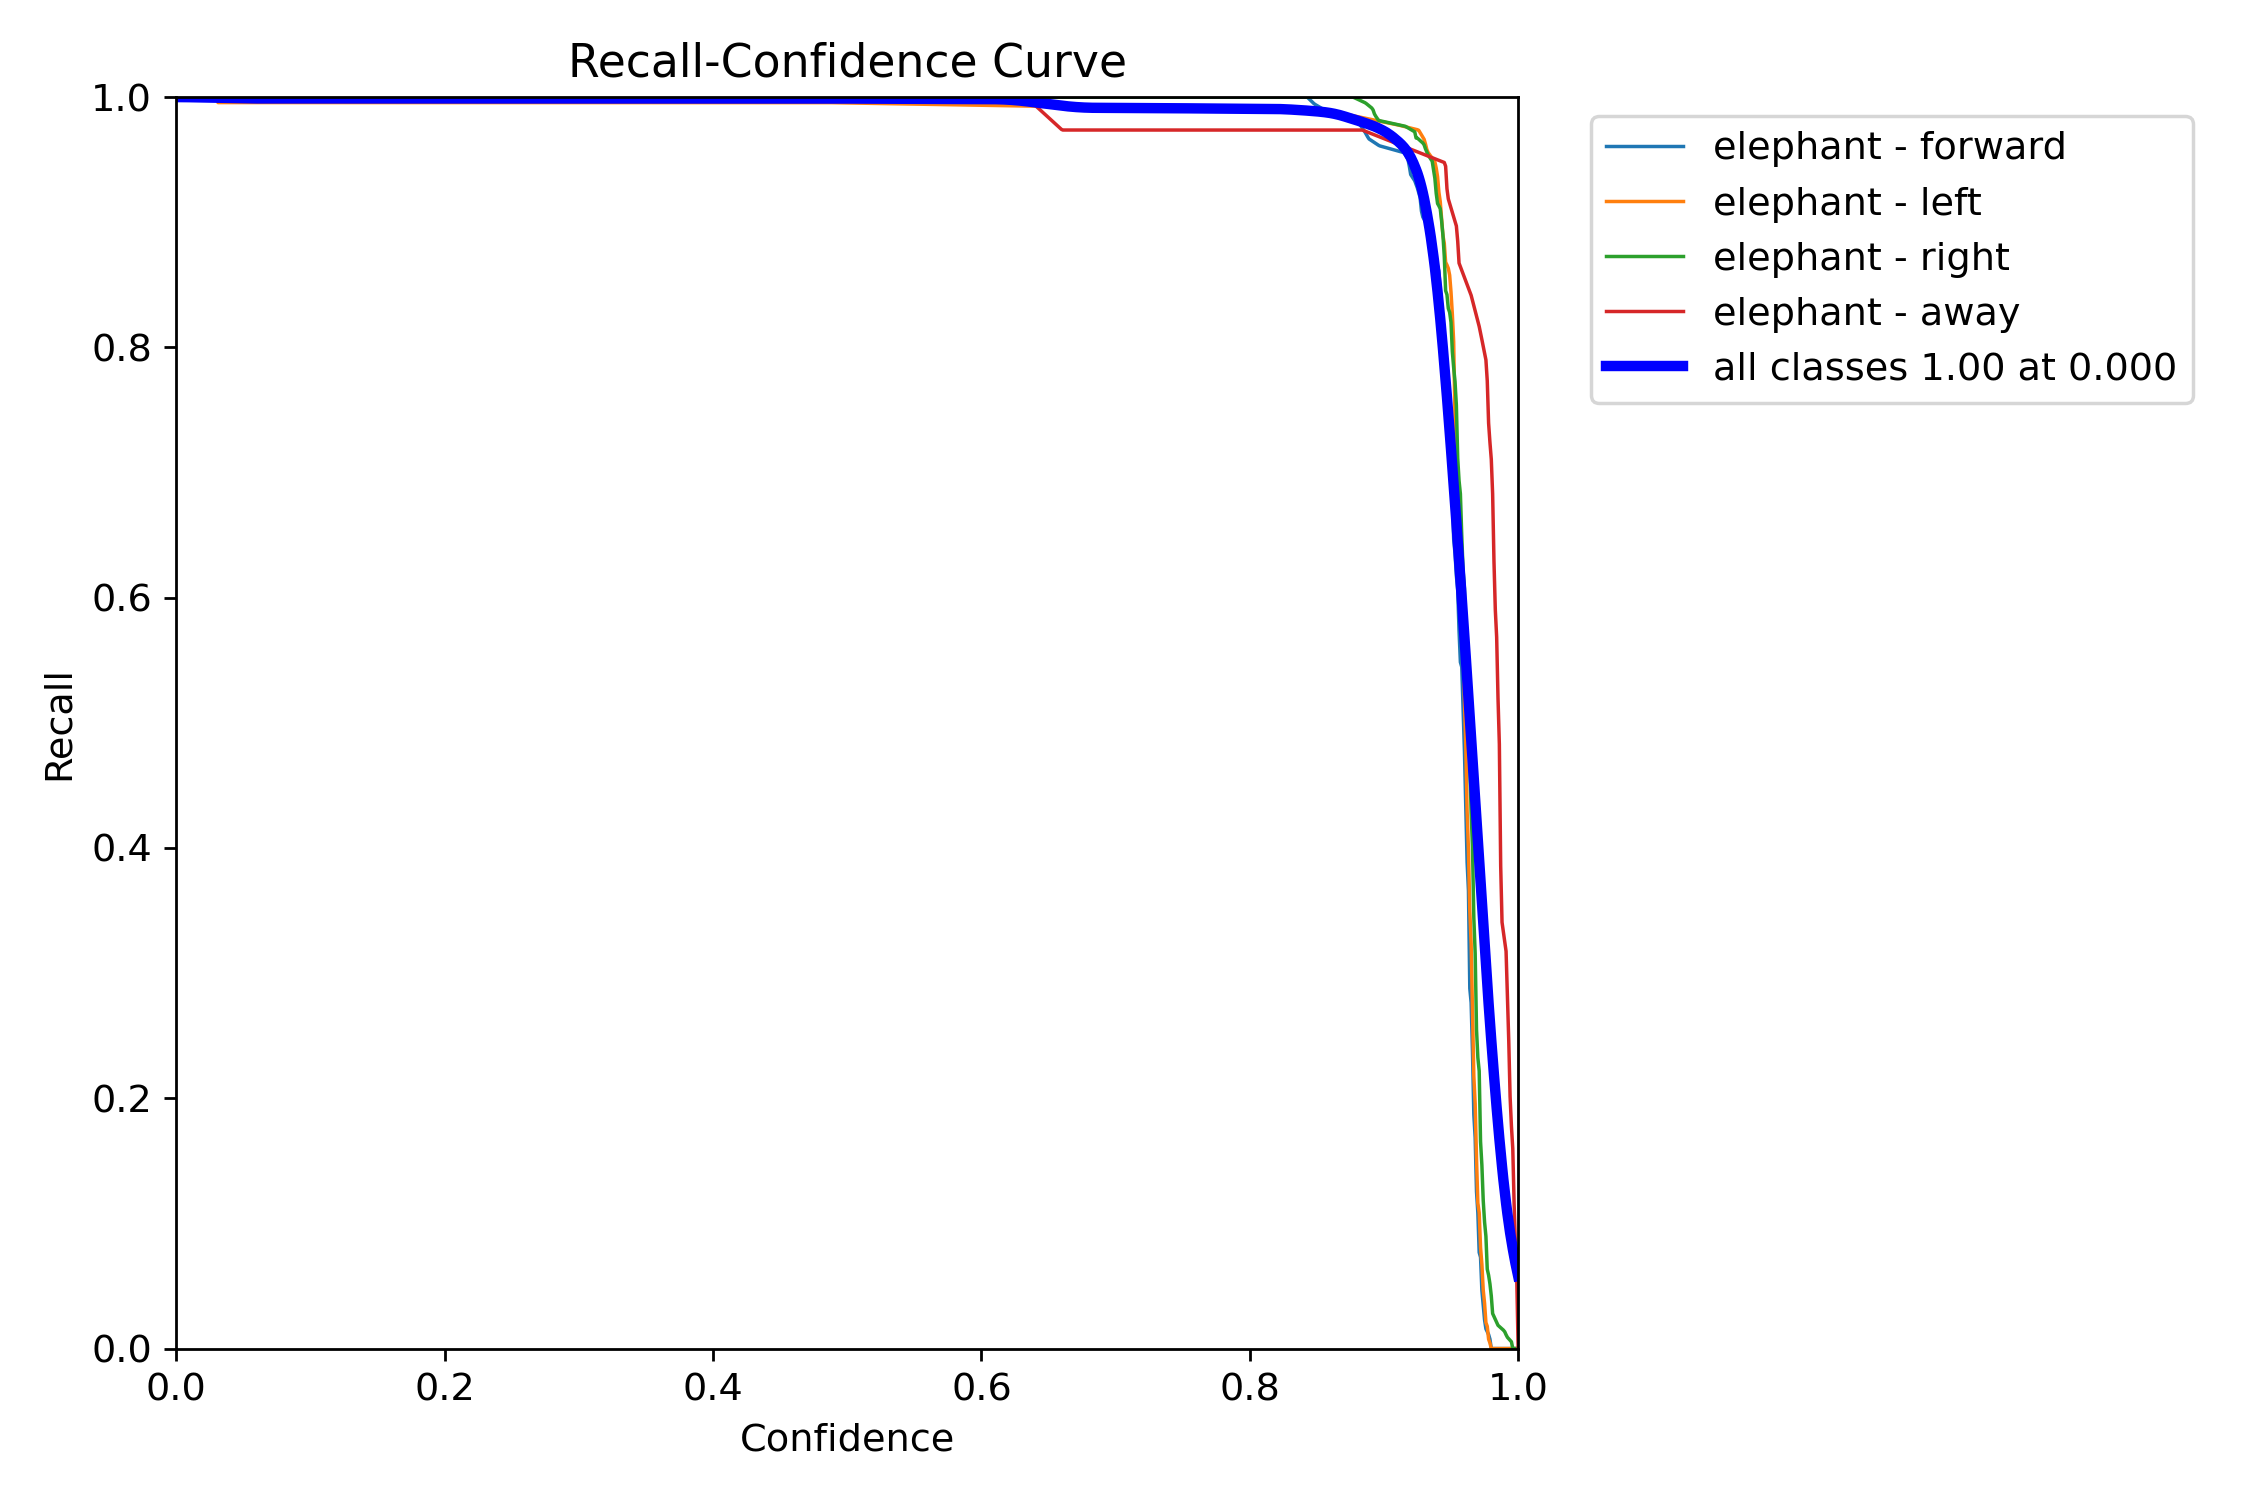 Recall-Confidence Curve
1.0
0.8
0.6
0.4
0.2
0.0
Recall
0.0 0.2 0.4 0.6 0.8 1.0
Confidence
elephant - forward
elephant - left
elephant - right
elephant - away
all classes 1.00 at 0.000